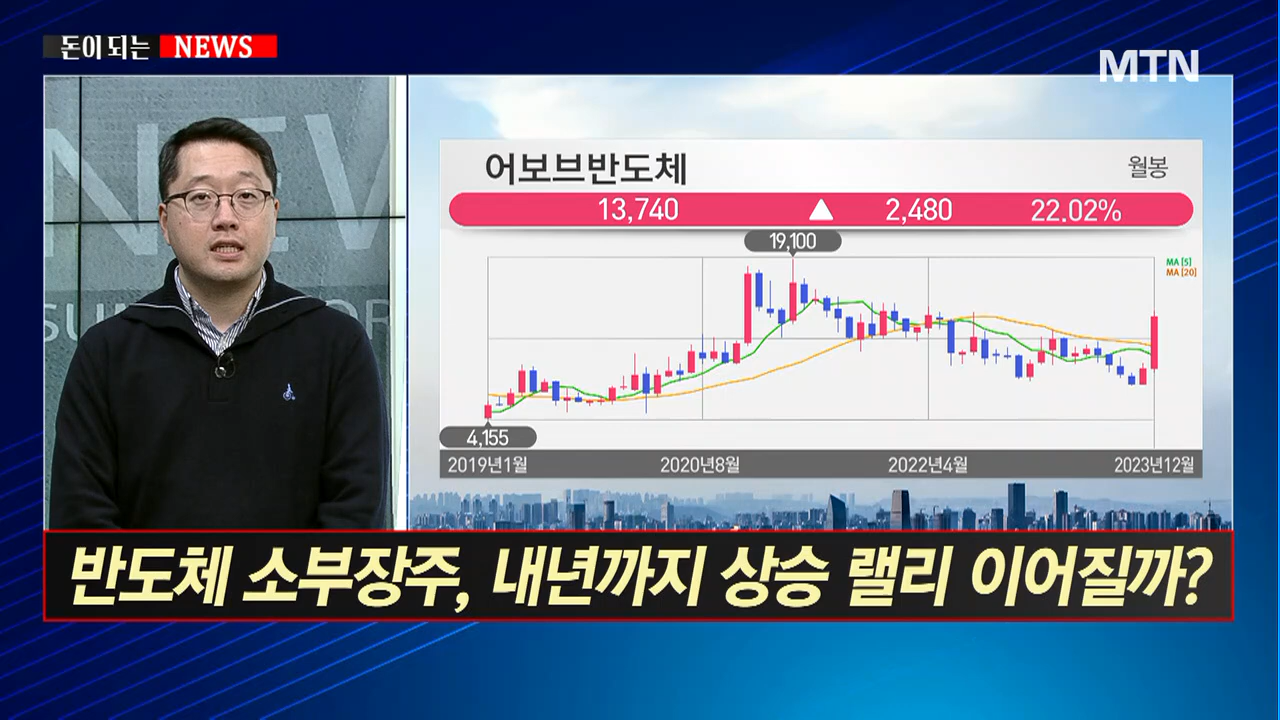 돈이 되는 NEWS
MTN
어보브반도체
월봉
13,740 ▲ 2,480 22.02%
19,100
MA [5]
MA [20]
4,155
2019년1월 2020년8월 2022년4월 2023년12월
반도체 소부장주, 내년까지 상승 랠리 이어질까?